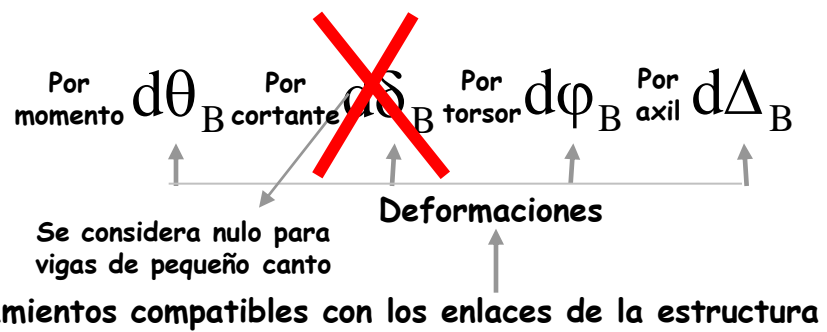 Por momento dθB Por cortante dδB Por torsor dφB Por axil dΔB
Deformaciones
Se considera nulo para
vigas de pequeño canto
compatibles con los enlaces de la estructura